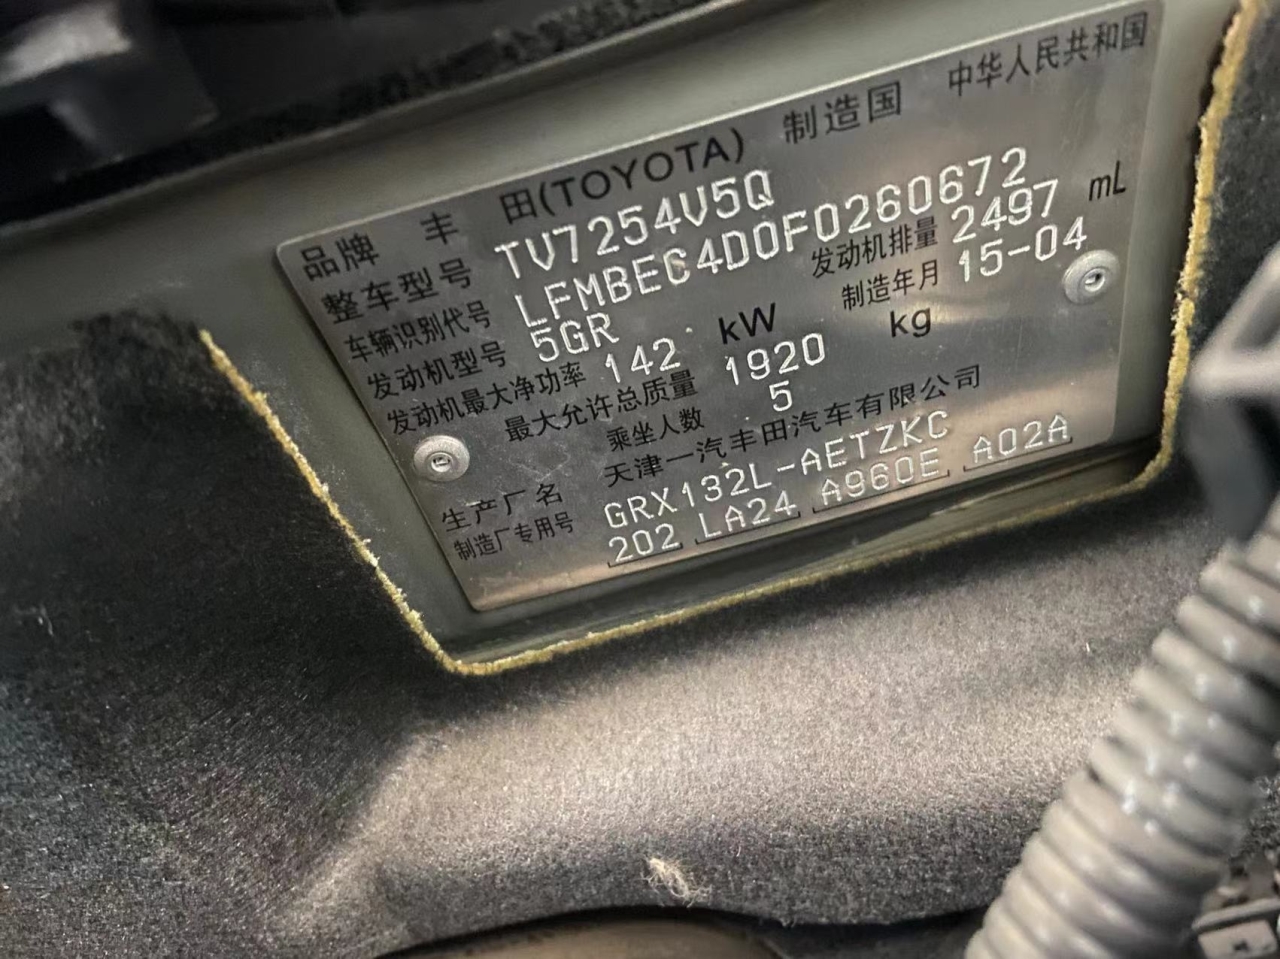 品牌 丰 田(TOYOTA) 制造国 中华人民共和国
整车型号 TV7254V5Q
车辆识别代号 LFMBEC4D0F0260672
发动机型号 5GR 发动机排量 2497 mL
发动机最大净功率 142 kW 制造年月 15-04
最大允许总质量 1920 kg
乘坐人数 5
生产厂名 天津一汽丰田汽车有限公司
制造厂专用号 GRX132L-AETZKC
202 LA24 A960E A02A